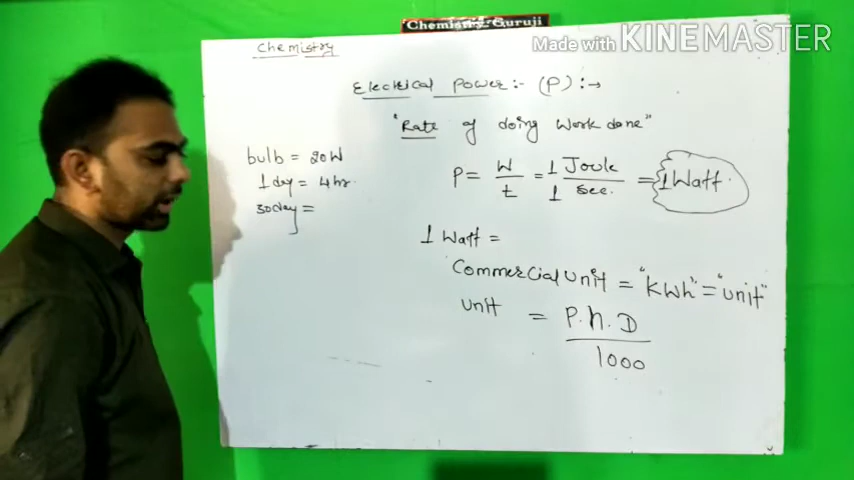 Chemistry Guruji
Made with KINEMASTER
Chemistry
Electrical Power :- (P) :→
"Rate of doing Work done"
bulb = 20W
1 day = 4 hr.
30 day =
P = W / t = 1 Joule / 1 Sec. = 1 Watt.
1 Watt =
Commercial Unit = "KWh" = "unit"
unit = P.h.D / 1000